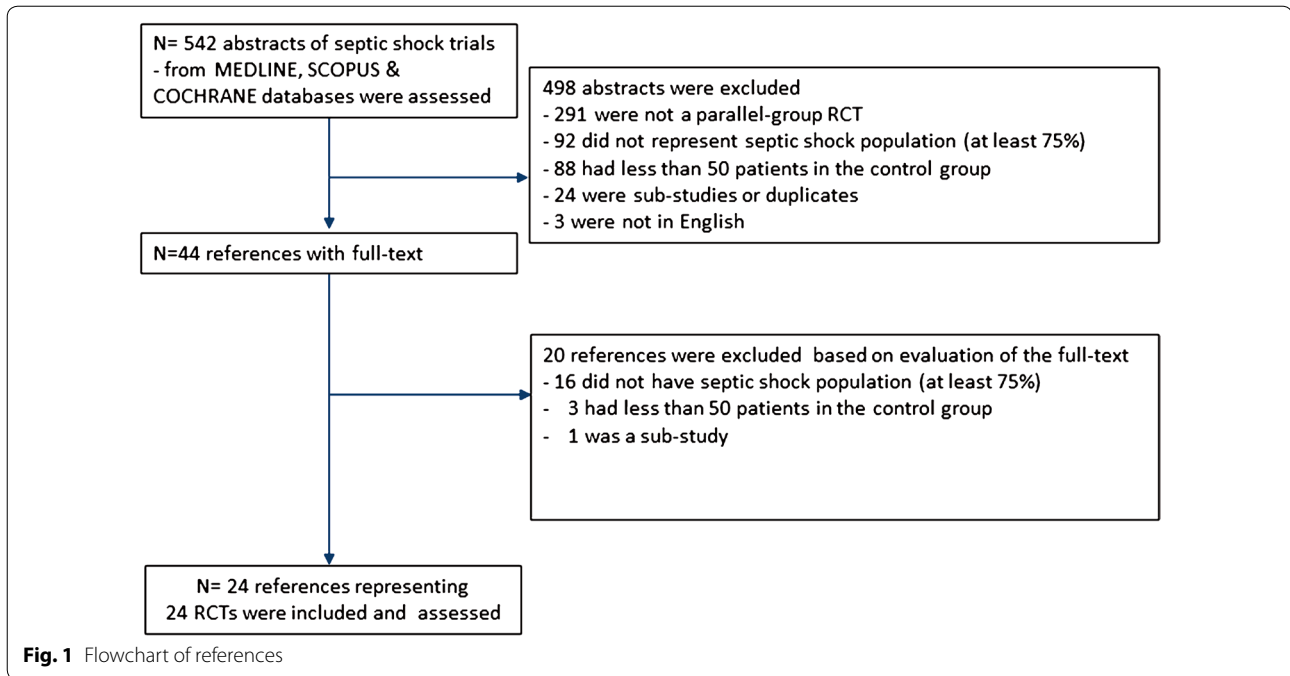 N= 542 abstracts of septic shock trials
- from MEDLINE, SCOPUS &
COCHRANE databases were assessed
498 abstracts were excluded
- 291 were not a parallel-group RCT
- 92 did not represent septic shock population (at least 75%)
- 88 had less than 50 patients in the control group
- 24 were sub-studies or duplicates
- 3 were not in English
N=44 references with full-text
20 references were excluded based on evaluation of the full-text
- 16 did not have septic shock population (at least 75%)
- 3 had less than 50 patients in the control group
- 1 was a sub-study
N= 24 references representing
24 RCTs were included and assessed
Fig. 1 Flowchart of references